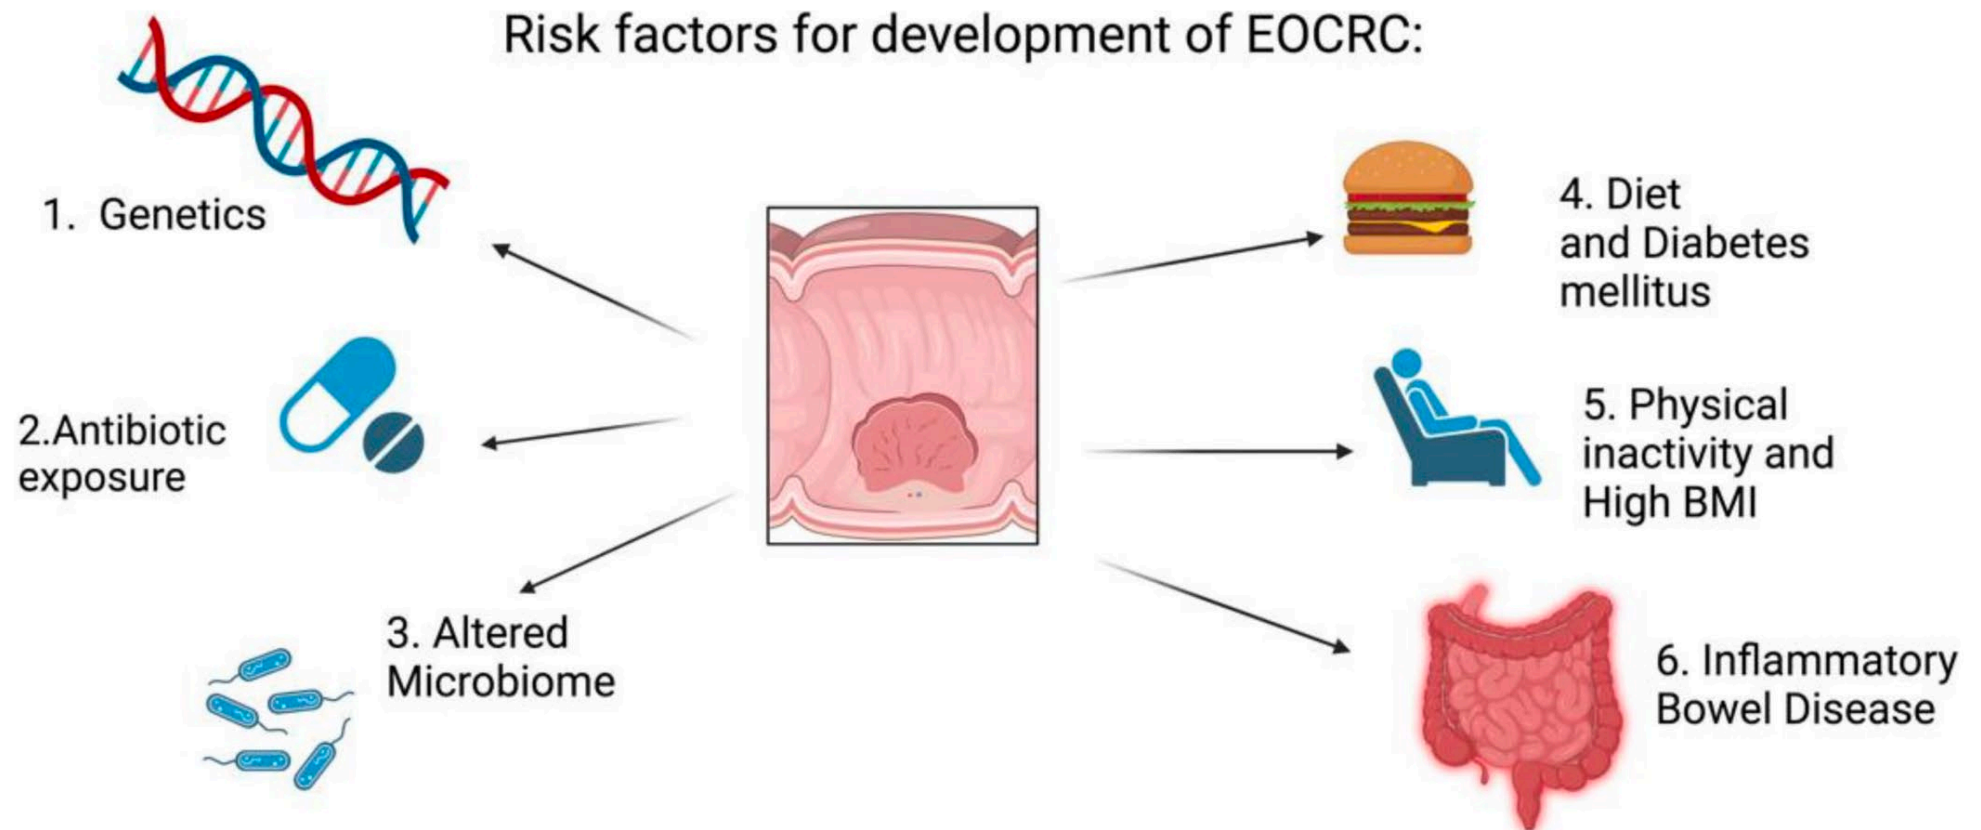 Risk factors for development of EOCRC:
1. Genetics
2.Antibiotic
exposure
3. Altered
Microbiome
4. Diet
and Diabetes
mellitus
5. Physical
inactivity and
High BMI
6. Inflammatory
Bowel Disease